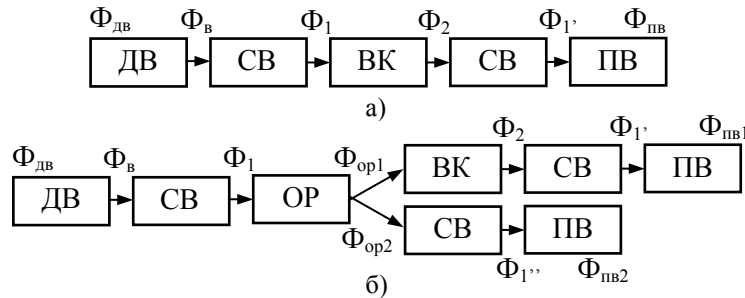 Фдв Фв Ф1 Ф2 Ф1' Фпв
ДВ СВ ВК СВ ПВ
а)
Фдв Фв Ф1 Фор1 Ф2 Ф1' Фпв1
ВК СВ ПВ
ДВ СВ ОР
СВ ПВ
Фор2 Ф1'' Фпв2
б)